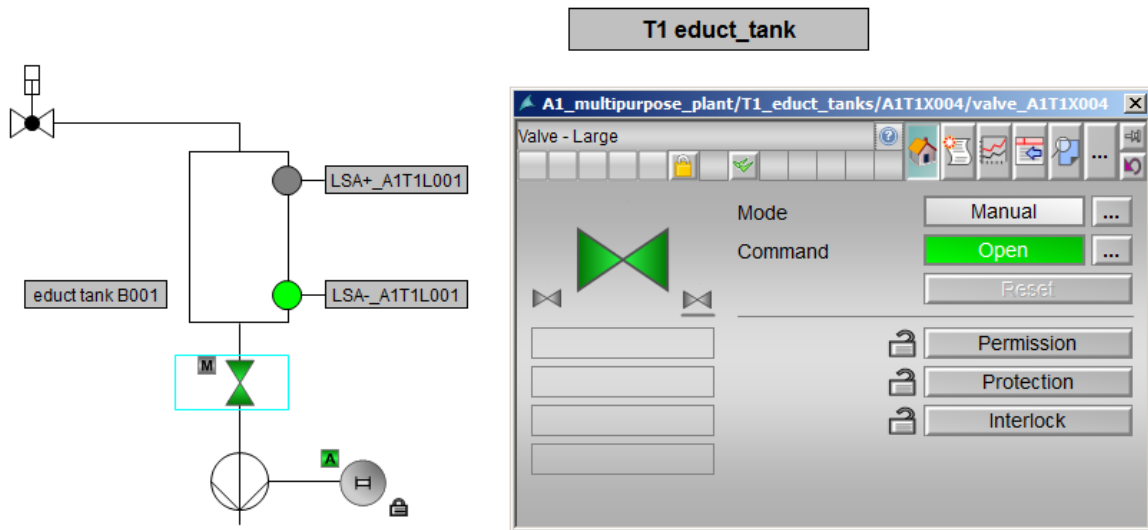 T1 educt_tank
LSA+_A1T1L001
educt tank B001
LSA-_A1T1L001
M
A
A1_multipurpose_plant/T1_educt_tanks/A1T1X004/valve_A1T1X004
Valve - Large
...
Mode
Manual
...
Command
Open
...
Reset
Permission
Protection
Interlock